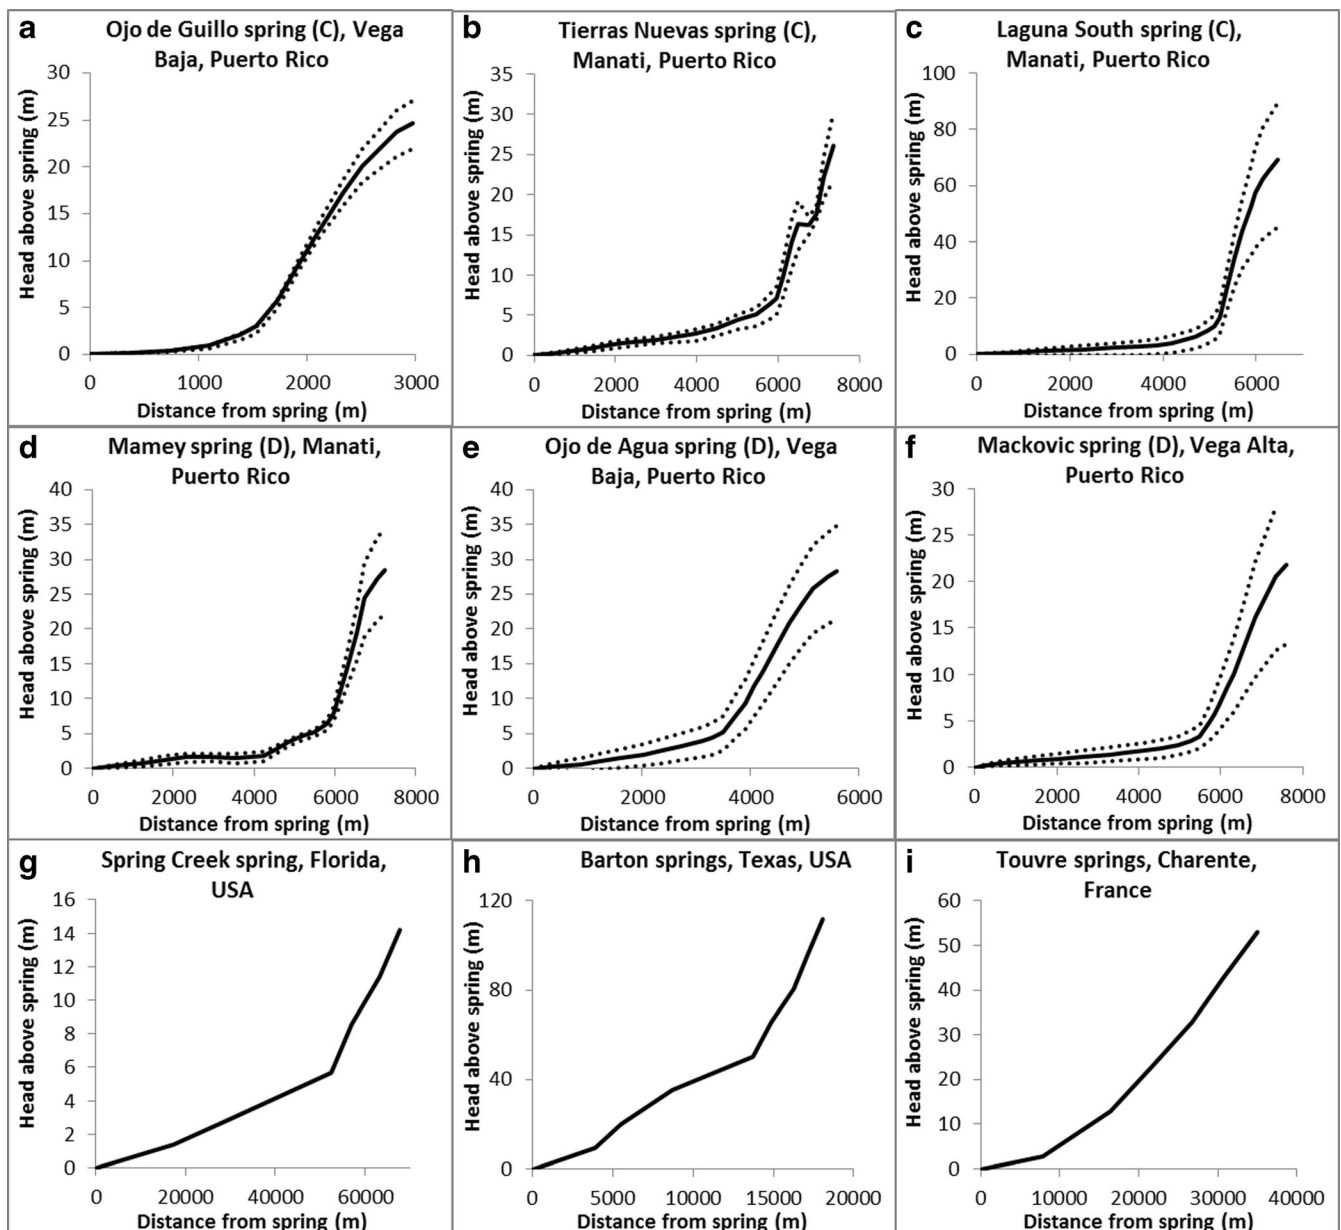 a
Ojo de Guillo spring (C), Vega
Baja, Puerto Rico
Head above spring (m)
30
25
20
15
10
5
0
0 1000 2000 3000
Distance from spring (m)
b
Tierras Nuevas spring (C),
Manati, Puerto Rico
Head above spring (m)
35
30
25
20
15
10
5
0
0 2000 4000 6000 8000
Distance from spring (m)
c
Laguna South spring (C),
Manati, Puerto Rico
Head above spring (m)
100
80
60
40
20
0
0 2000 4000 6000
Distance from spring (m)
d
Mamey spring (D), Manati,
Puerto Rico
Head above spring (m)
40
35
30
25
20
15
10
5
0
0 2000 4000 6000 8000
Distance from spring (m)
e
Ojo de Agua spring (D), Vega
Baja, Puerto Rico
Head above spring (m)
40
35
30
25
20
15
10
5
0
0 2000 4000 6000
Distance from spring (m)
f
Mackovic spring (D), Vega Alta,
Puerto Rico
Head above spring (m)
30
25
20
15
10
5
0
0 2000 4000 6000 8000
Distance from spring (m)
g
Spring Creek spring, Florida,
USA
Head above spring (m)
16
14
12
10
8
6
4
2
0
0 20000 40000 60000
Distance from spring (m)
h
Barton springs, Texas, USA
Head above spring (m)
120
80
40
0
0 5000 10000 15000 20000
Distance from spring (m)
i
Touvre springs, Charente,
France
Head above spring (m)
60
50
40
30
20
10
0
0 10000 20000 30000 40000
Distance from spring (m)